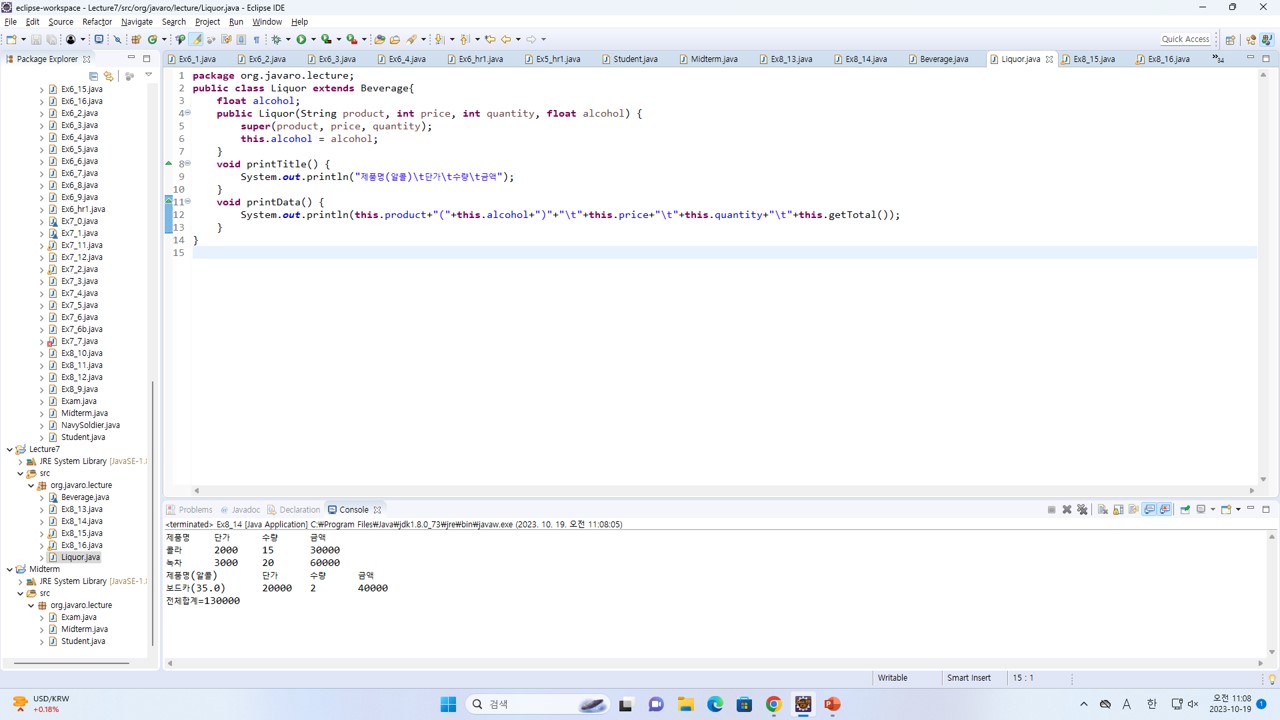 eclipse-workspace - Lecture7/src/org/javaro/lecture/Liquor.java - Eclipse IDE
File Edit Source Refactor Navigate Search Project Run Window Help
Quick Access
Package Explorer
Ex6_1.java Ex6_2.java Ex6_3.java Ex6_4.java Ex6_hr1.java Ex5_hr1.java Student.java Midterm.java Ex8_13.java Ex8_14.java Beverage.java Liquor.java Ex8_15.java Ex8_16.java
Ex6_15.java
Ex6_16.java
Ex6_2.java
Ex6_3.java
Ex6_4.java
Ex6_5.java
Ex6_6.java
Ex6_7.java
Ex6_8.java
Ex6_9.java
Ex6_hr1.java
Ex7_0.java
Ex7_1.java
Ex7_11.java
Ex7_12.java
Ex7_2.java
Ex7_3.java
Ex7_4.java
Ex7_5.java
Ex7_6.java
Ex7_6b.java
Ex7_7.java
Ex8_10.java
Ex8_11.java
Ex8_12.java
Ex8_9.java
Exam.java
Midterm.java
NavySoldier.java
Student.java
Lecture7
JRE System Library [JavaSE-1.8
src
org.javaro.lecture
Beverage.java
Ex8_13.java
Ex8_14.java
Ex8_15.java
Ex8_16.java
Liquor.java
Midterm
JRE System Library [JavaSE-1.8
src
org.javaro.lecture
Exam.java
Midterm.java
Student.java
1 package org.javaro.lecture;
2 public class Liquor extends Beverage{
3 float alcohol;
4 public Liquor(String product, int price, int quantity, float alcohol) {
5 super(product, price, quantity);
6 this.alcohol = alcohol;
7 }
8 void printTitle() {
9 System.out.println("제품명(알콜)\t단가\t수량\t금액");
10 }
11 void printData() {
12 System.out.println(this.product+"("+this.alcohol+")"+"\t"+this.price+"\t"+this.quantity+"\t"+this.getTotal());
13 }
14 }
15
Problems Javadoc Declaration Console
<terminated> Ex8_14 [Java Application] C:₩Program Files₩Java₩jdk1.8.0_73₩jre₩bin₩javaw.exe (2023. 10. 19. 오전 11:08:05)
제품명 단가 수량 금액
콜라 2000 15 30000
녹차 3000 20 60000
제품명(알콜) 단가 수량 금액
보드카(35.0) 20000 2 40000
전체합계=130000
Writable Smart Insert 15 : 1
USD/KRW
+0.18%
검색
A 한
오전 11:08
2023-10-19